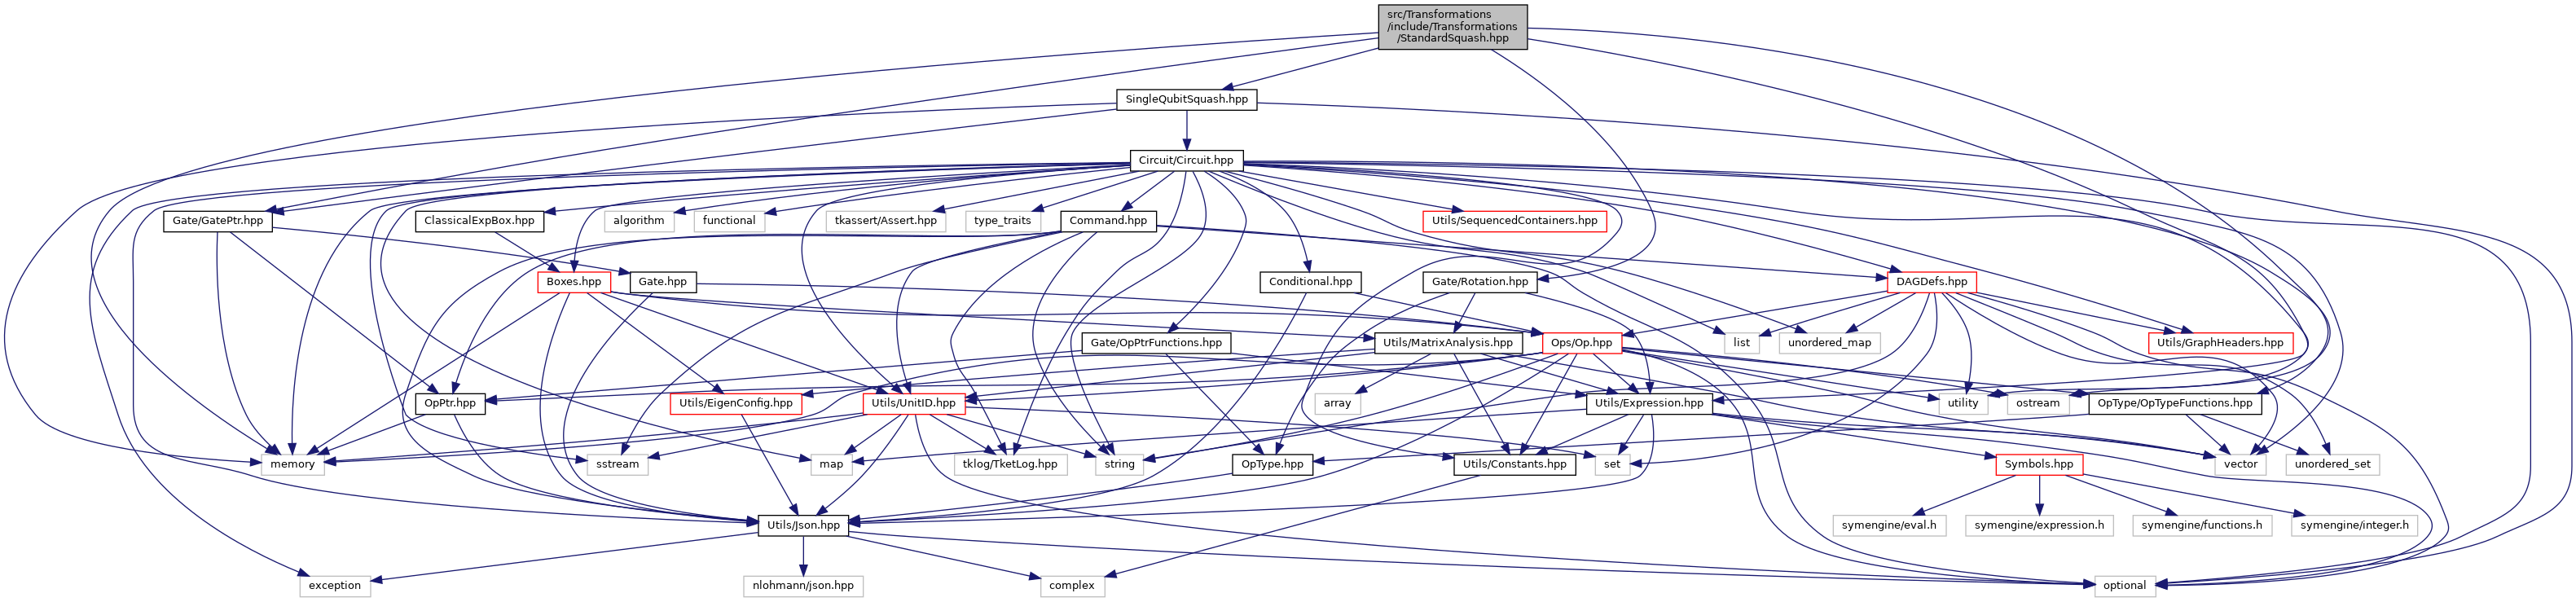 src/Transformations
/include/Transformations
/StandardSquash.hpp
SingleQubitSquash.hpp
Circuit/Circuit.hpp
Gate/GatePtr.hpp
ClassicalExpBox.hpp
algorithm
functional
tkassert/Assert.hpp
type_traits
Command.hpp
Utils/SequencedContainers.hpp
Boxes.hpp
Gate.hpp
Conditional.hpp
Gate/Rotation.hpp
DAGDefs.hpp
Gate/OpPtrFunctions.hpp
Utils/MatrixAnalysis.hpp
Ops/Op.hpp
list
unordered_map
Utils/GraphHeaders.hpp
OpPtr.hpp
Utils/EigenConfig.hpp
Utils/UnitID.hpp
array
Utils/Expression.hpp
utility
ostream
OpType/OpTypeFunctions.hpp
memory
sstream
map
tklog/TketLog.hpp
string
OpType.hpp
Utils/Constants.hpp
set
Symbols.hpp
vector
unordered_set
Utils/Json.hpp
symengine/eval.h
symengine/expression.h
symengine/functions.h
symengine/integer.h
exception
nlohmann/json.hpp
complex
optional